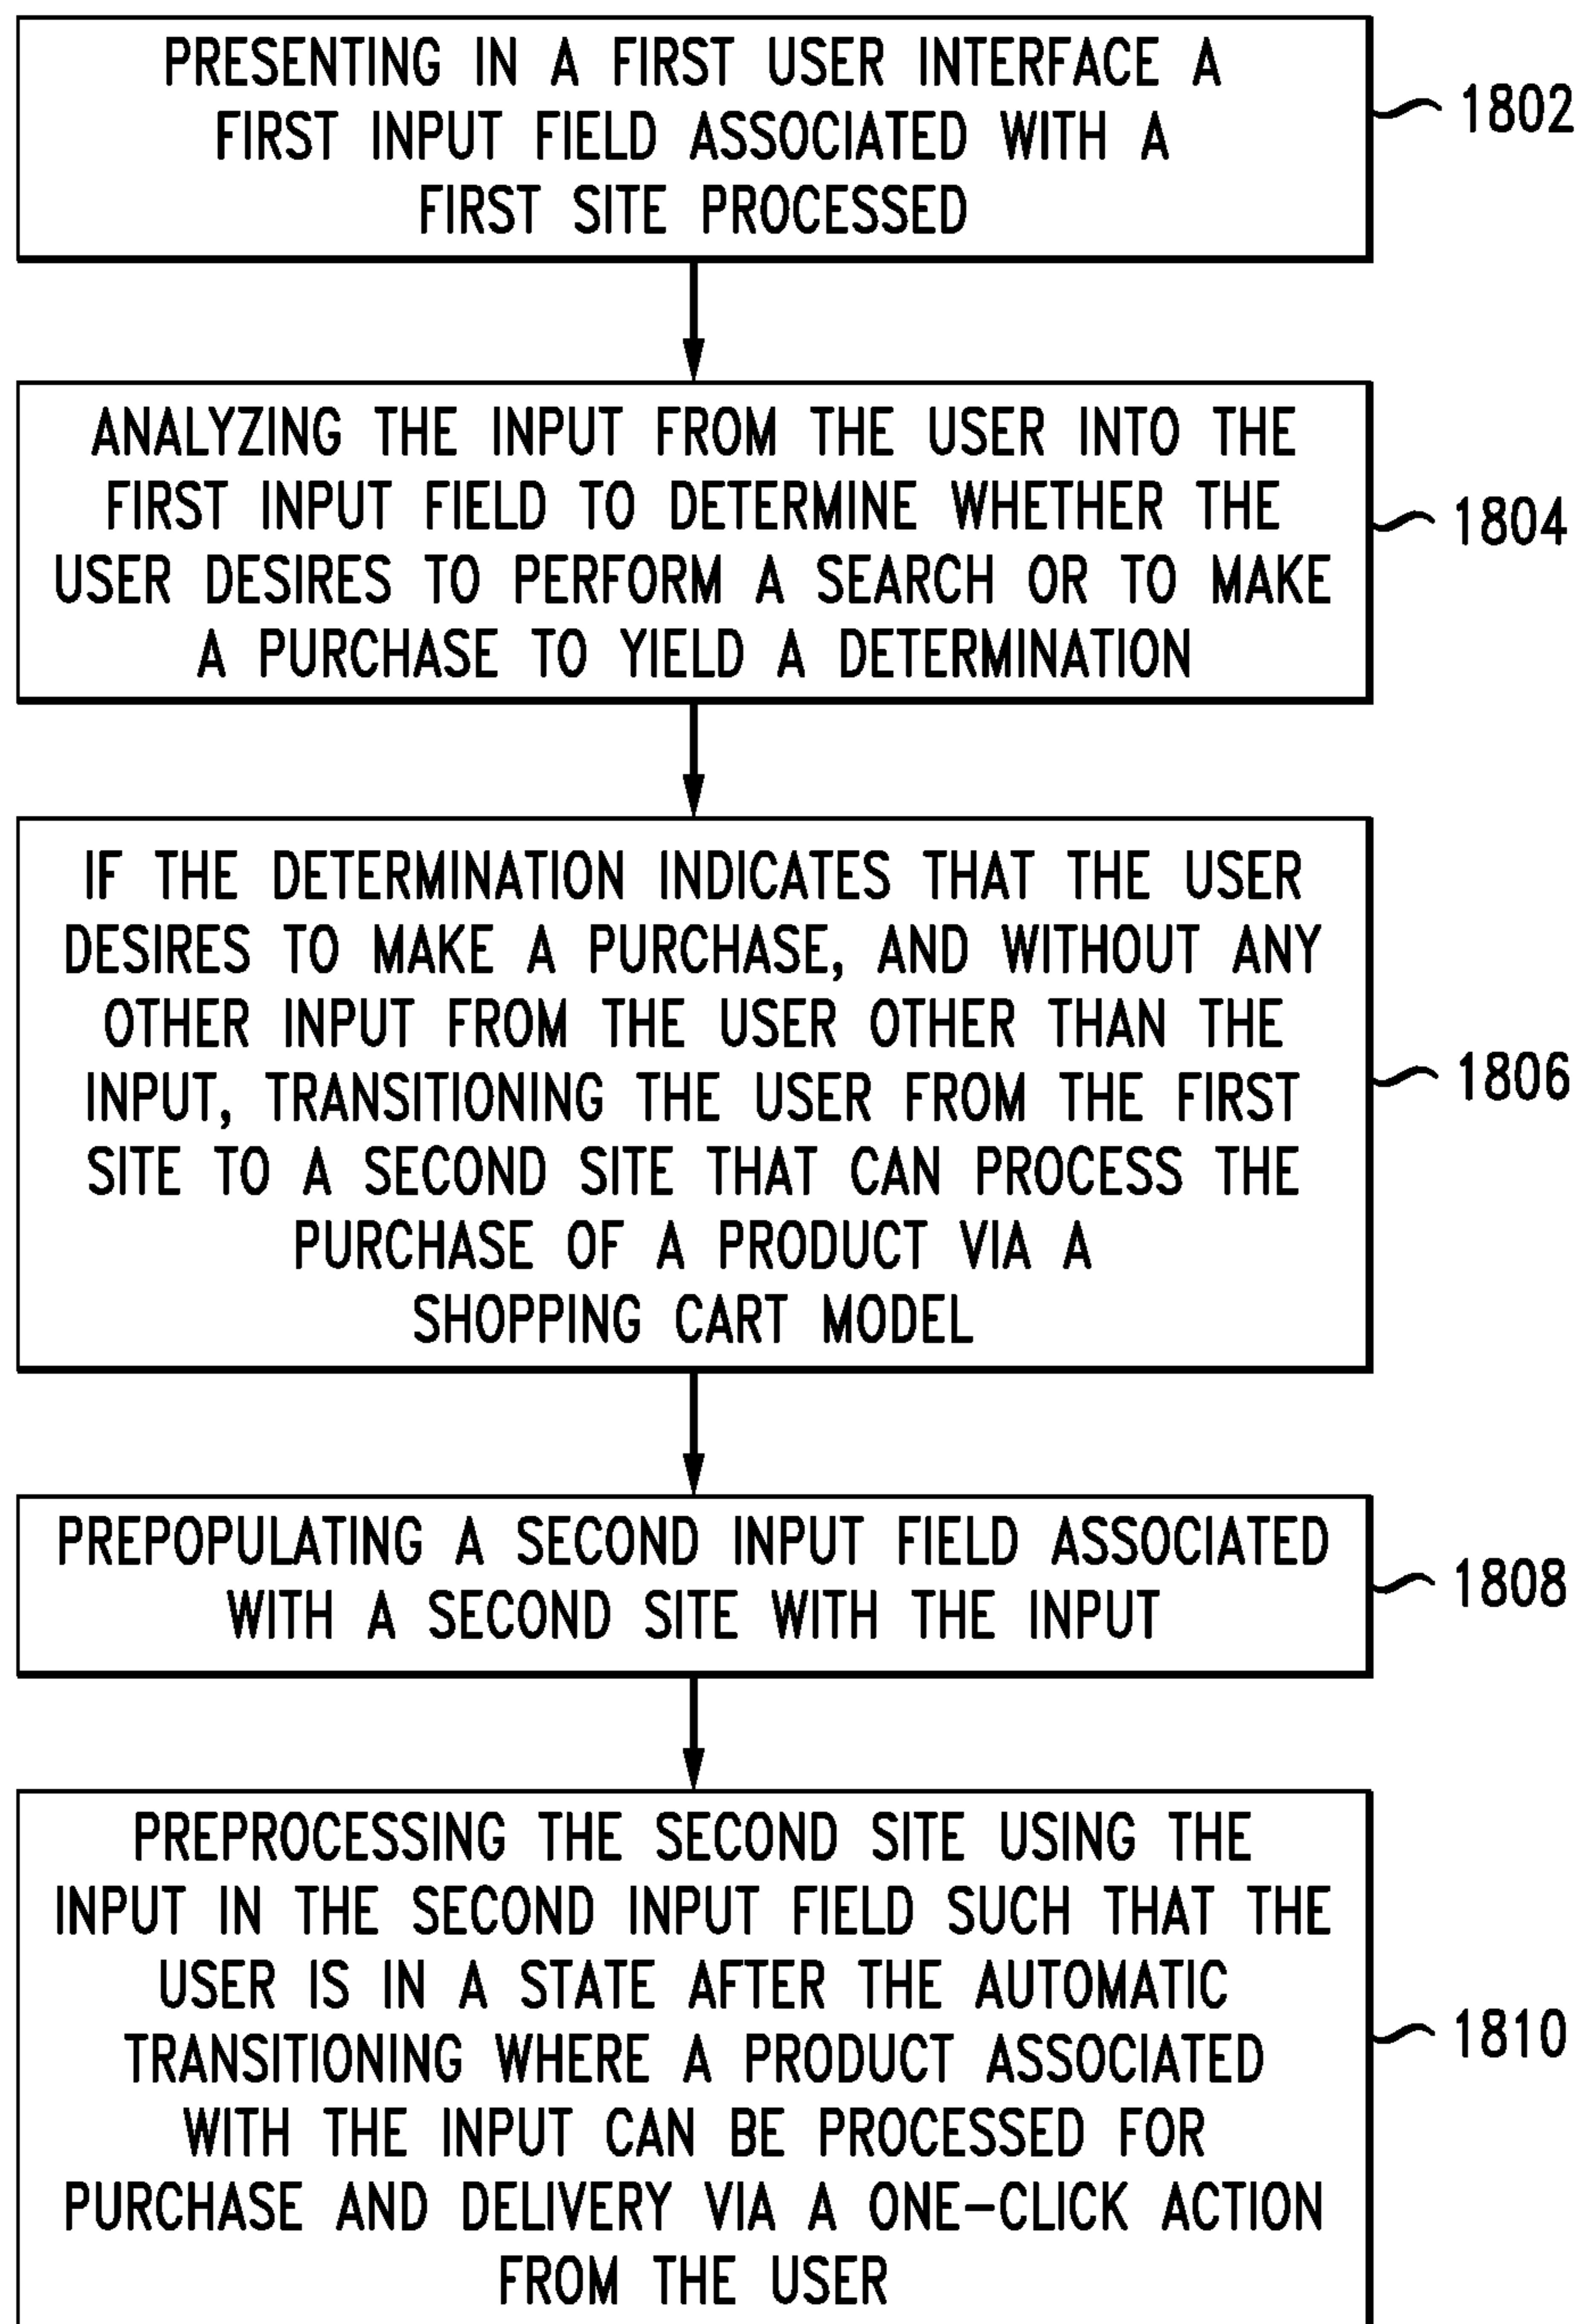 PRESENTING IN A FIRST USER INTERFACE A
FIRST INPUT FIELD ASSOCIATED WITH A
FIRST SITE PROCESSED
1802
ANALYZING THE INPUT FROM THE USER INTO THE
FIRST INPUT FIELD TO DETERMINE WHETHER THE
USER DESIRES TO PERFORM A SEARCH OR TO MAKE
A PURCHASE TO YIELD A DETERMINATION
1804
IF THE DETERMINATION INDICATES THAT THE USER
DESIRES TO MAKE A PURCHASE, AND WITHOUT ANY
OTHER INPUT FROM THE USER OTHER THAN THE
INPUT, TRANSITIONING THE USER FROM THE FIRST
SITE TO A SECOND SITE THAT CAN PROCESS THE
PURCHASE OF A PRODUCT VIA A
SHOPPING CART MODEL
1806
PREPOPULATING A SECOND INPUT FIELD ASSOCIATED
WITH A SECOND SITE WITH THE INPUT
1808
PREPROCESSING THE SECOND SITE USING THE
INPUT IN THE SECOND INPUT FIELD SUCH THAT THE
USER IS IN A STATE AFTER THE AUTOMATIC
TRANSITIONING WHERE A PRODUCT ASSOCIATED
WITH THE INPUT CAN BE PROCESSED FOR
PURCHASE AND DELIVERY VIA A ONE-CLICK ACTION
FROM THE USER
1810